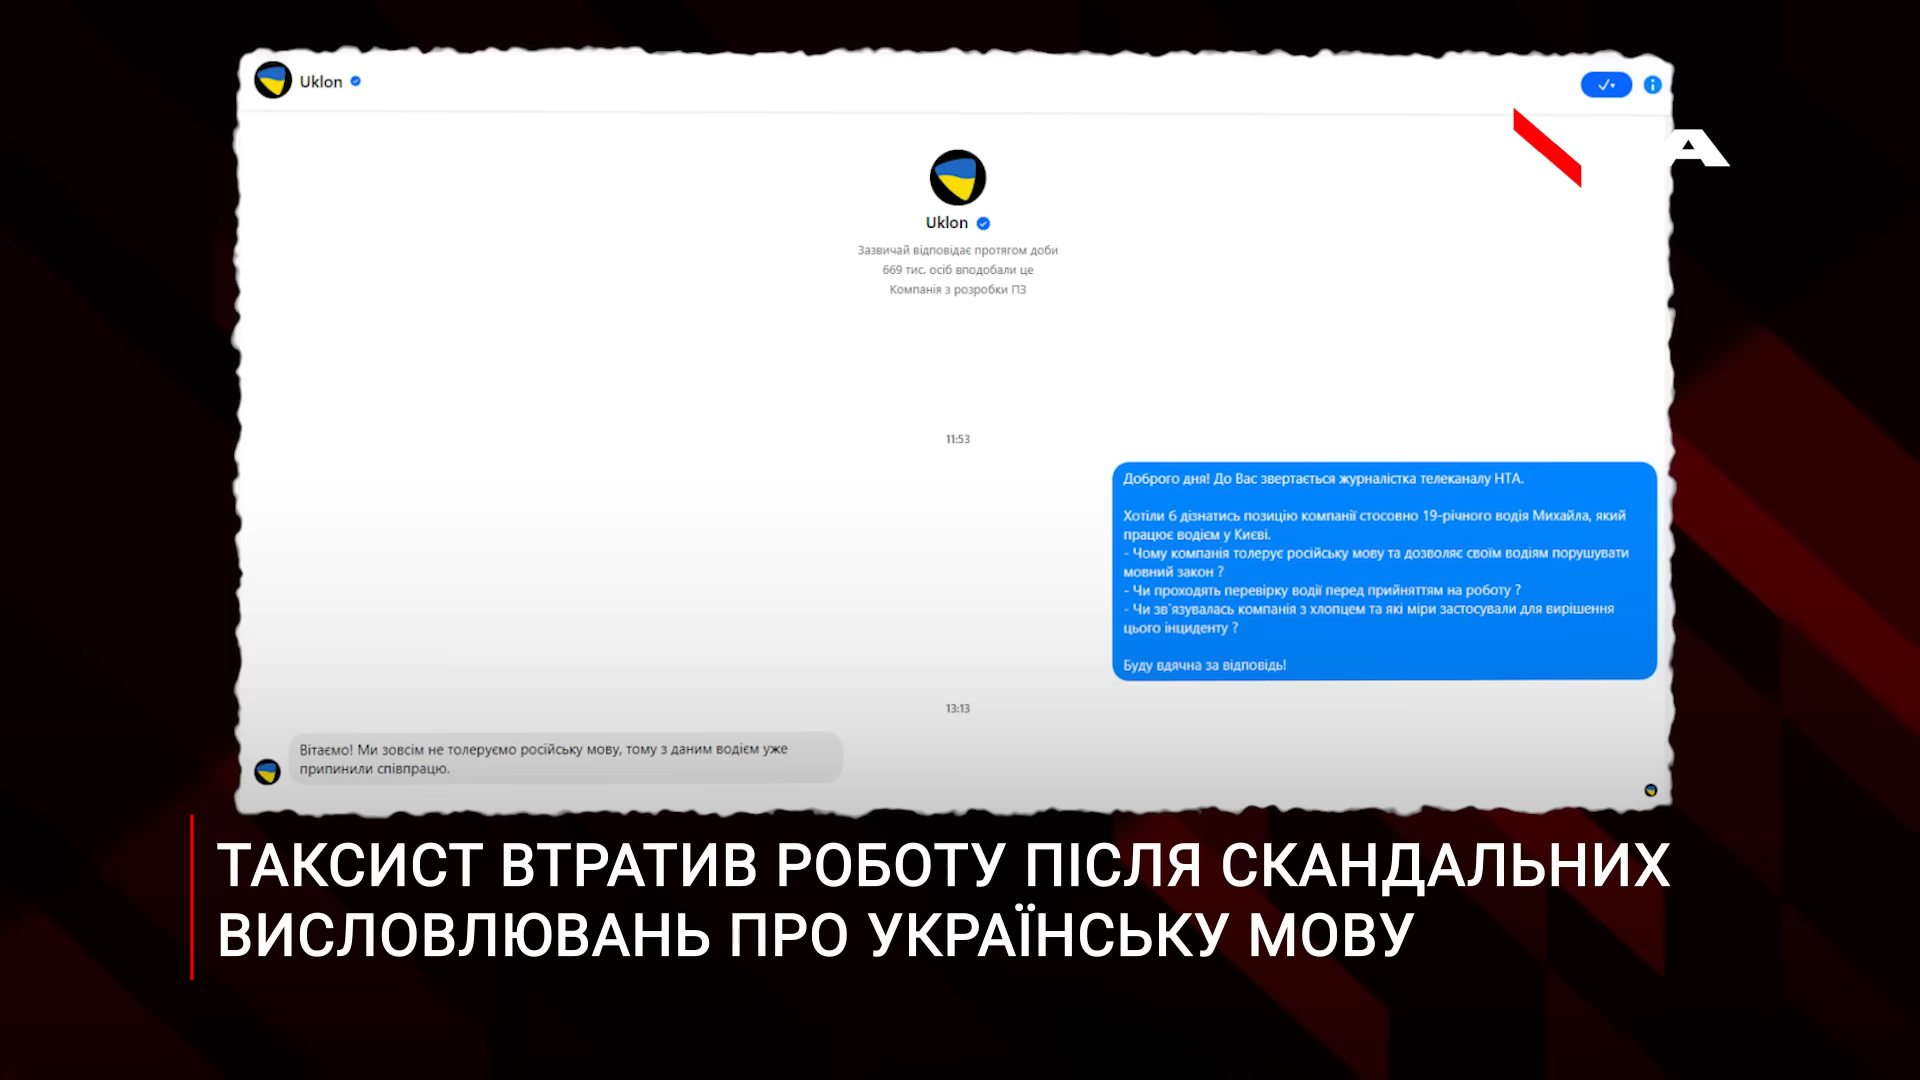 Uklon
Uklon
Зазвичай відповідає протягом доби
669 тис. осіб вподобали це
Компанія з розробки ПЗ
11:53
Доброго дня! До Вас звертається журналістка телеканалу НТА.
Хотіли б дізнатись позицію компанії стосовно 19-річного водія Михайла, який
працює водієм у Києві.
- Чому компанія толерує російську мову та дозволяє своїм водіям порушувати
мовний закон ?
- Чи проходять перевірку водії перед прийняттям на роботу ?
- Чи зв`язувалась компанія з хлопцем та які міри застосували для вирішення
цього інциденту ?
Буду вдячна за відповідь!
13:13
Вітаємо! Ми зовсім не толеруємо російську мову, тому з даним водієм уже
припинили співпрацю.
ТАКСИСТ ВТРАТИВ РОБОТУ ПІСЛЯ СКАНДАЛЬНИХ
ВИСЛОВЛЮВАНЬ ПРО УКРАЇНСЬКУ МОВУ